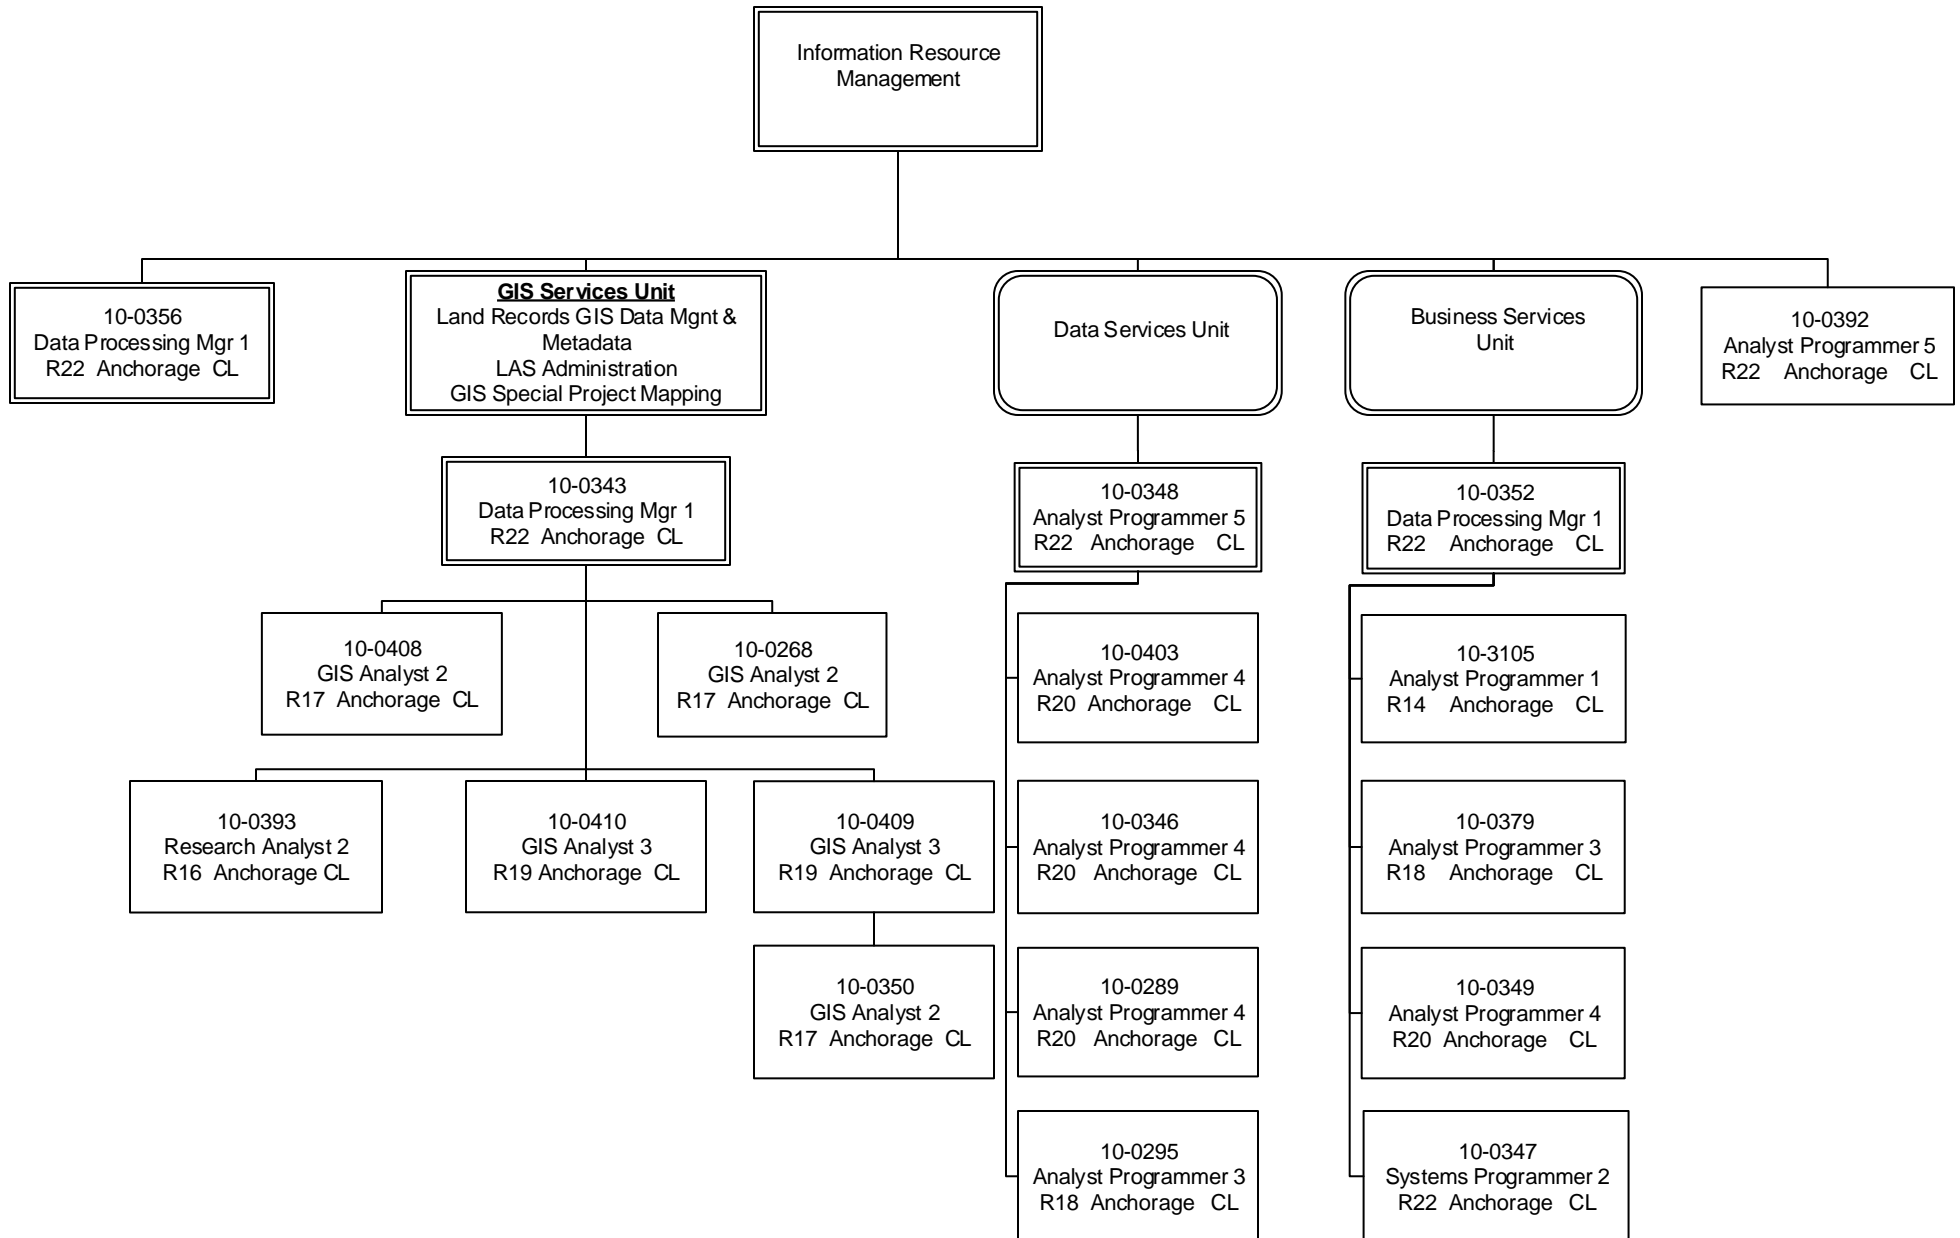 Information Resource
Management
10-0356
Data Processing Mgr 1
R22 Anchorage CL
GIS Services Unit
Land Records GIS Data Mgnt &
Metadata
LAS Administration
GIS Special Project Mapping
Data Services Unit
Business Services
Unit
10-0392
Analyst Programmer 5
R22 Anchorage CL
10-0343
Data Processing Mgr 1
R22 Anchorage CL
10-0348
Analyst Programmer 5
R22 Anchorage CL
10-0352
Data Processing Mgr 1
R22 Anchorage CL
10-0408
GIS Analyst 2
R17 Anchorage CL
10-0268
GIS Analyst 2
R17 Anchorage CL
10-0403
Analyst Programmer 4
R20 Anchorage CL
10-3105
Analyst Programmer 1
R14 Anchorage CL
10-0393
Research Analyst 2
R16 Anchorage CL
10-0410
GIS Analyst 3
R19 Anchorage CL
10-0409
GIS Analyst 3
R19 Anchorage CL
10-0346
Analyst Programmer 4
R20 Anchorage CL
10-0379
Analyst Programmer 3
R18 Anchorage CL
10-0350
GIS Analyst 2
R17 Anchorage CL
10-0289
Analyst Programmer 4
R20 Anchorage CL
10-0349
Analyst Programmer 4
R20 Anchorage CL
10-0295
Analyst Programmer 3
R18 Anchorage CL
10-0347
Systems Programmer 2
R22 Anchorage CL